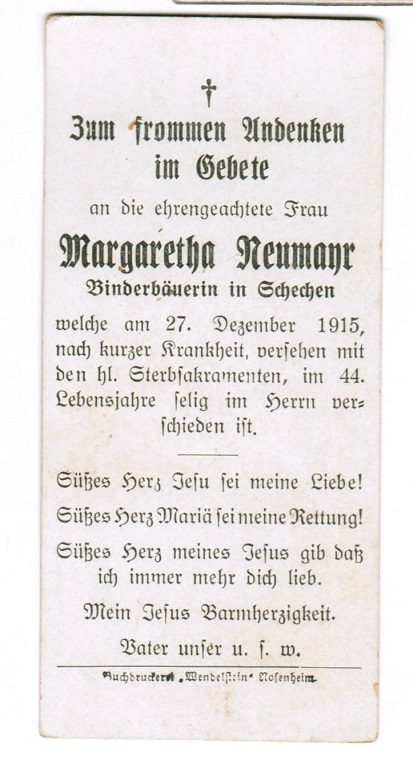 †
Zum frommen Andenken
im Gebete
an die ehrengeachtete Frau
Margaretha Neumayr
Binderbäuerin in Schechen
welche am 27. Dezember 1915,
nach kurzer Krankheit, versehen mit
den hl. Sterbsakramenten, im 44.
Lebensjahre selig im Herrn ver-
schieden ist.
Süßes Herz Jesu sei meine Liebe!
Süßes Herz Mariä sei meine Rettung!
Süßes Herz meines Jesus gib daß
ich immer mehr dich lieb.
Mein Jesus Barmherzigkeit.
Vater unser u. s. w.
Buchdruckerei „Wendelstein“ Rosenheim.